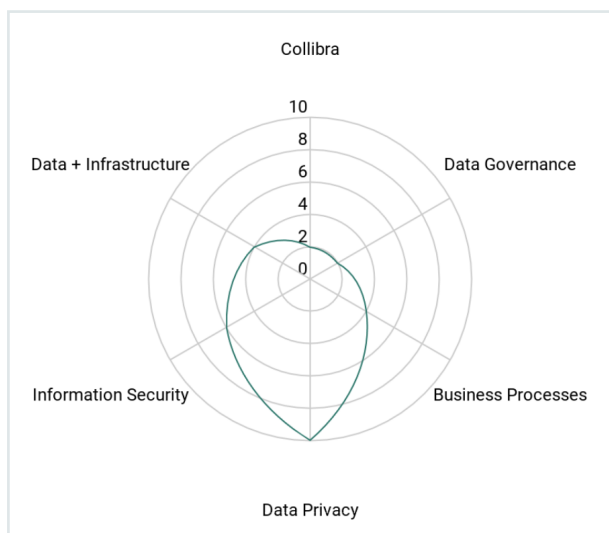 Collibra
10
8
6
4
2
0
Data + Infrastructure
Data Governance
Information Security
Business Processes
Data Privacy